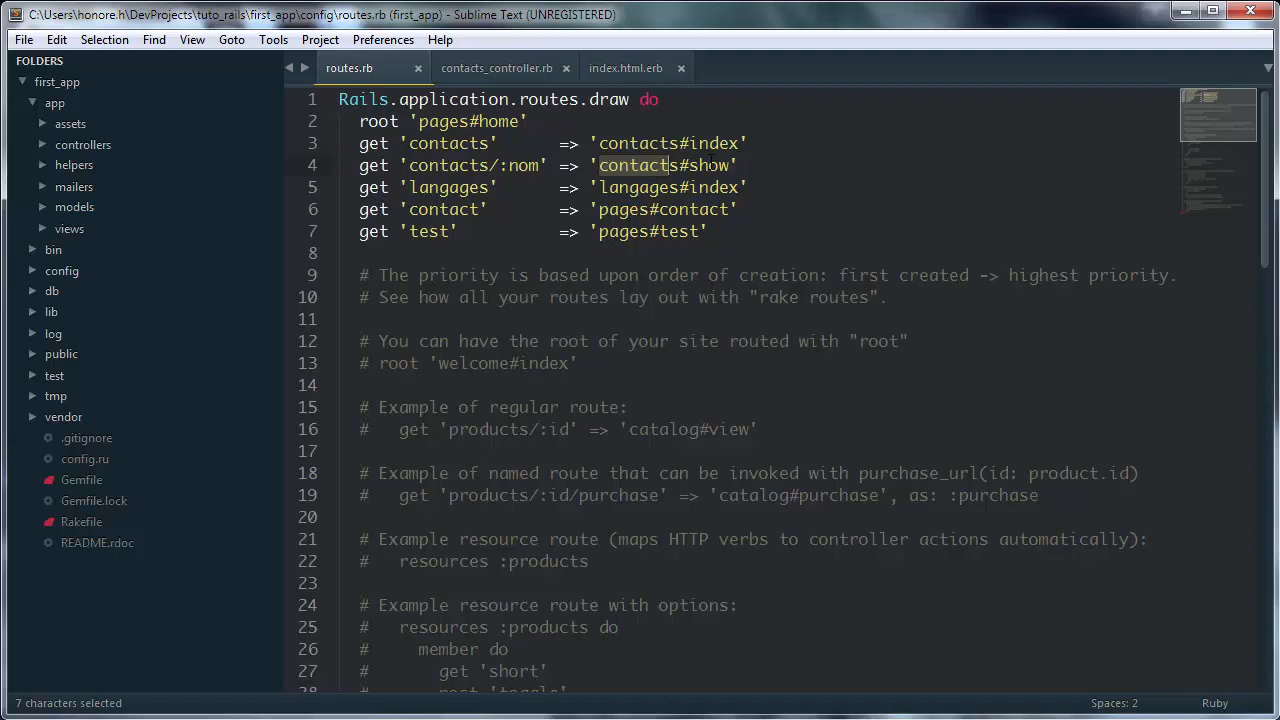 C:\Users\honore.h\DevProjects\tuto_rails\first_app\config\routes.rb (first_app) - Sublime Text (UNREGISTERED)
File Edit Selection Find View Goto Tools Project Preferences Help
FOLDERS
first_app
app
assets
controllers
helpers
mailers
models
views
bin
config
db
lib
log
public
test
tmp
vendor
.gitignore
config.ru
Gemfile
Gemfile.lock
Rakefile
README.rdoc
routes.rb contacts_controller.rb index.html.erb
1 Rails.application.routes.draw do
2 root 'pages#home'
3 get 'contacts' => 'contacts#index'
4 get 'contacts/:nom' => 'contacts#show'
5 get 'langages' => 'langages#index'
6 get 'contact' => 'pages#contact'
7 get 'test' => 'pages#test'
8
9 # The priority is based upon order of creation: first created -> highest priority.
10 # See how all your routes lay out with "rake routes".
11
12 # You can have the root of your site routed with "root"
13 # root 'welcome#index'
14
15 # Example of regular route:
16 # get 'products/:id' => 'catalog#view'
17
18 # Example of named route that can be invoked with purchase_url(id: product.id)
19 # get 'products/:id/purchase' => 'catalog#purchase', as: :purchase
20
21 # Example resource route (maps HTTP verbs to controller actions automatically):
22 # resources :products
23
24 # Example resource route with options:
25 # resources :products do
26 # member do
27 # get 'short'
7 characters selected
Spaces: 2 Ruby